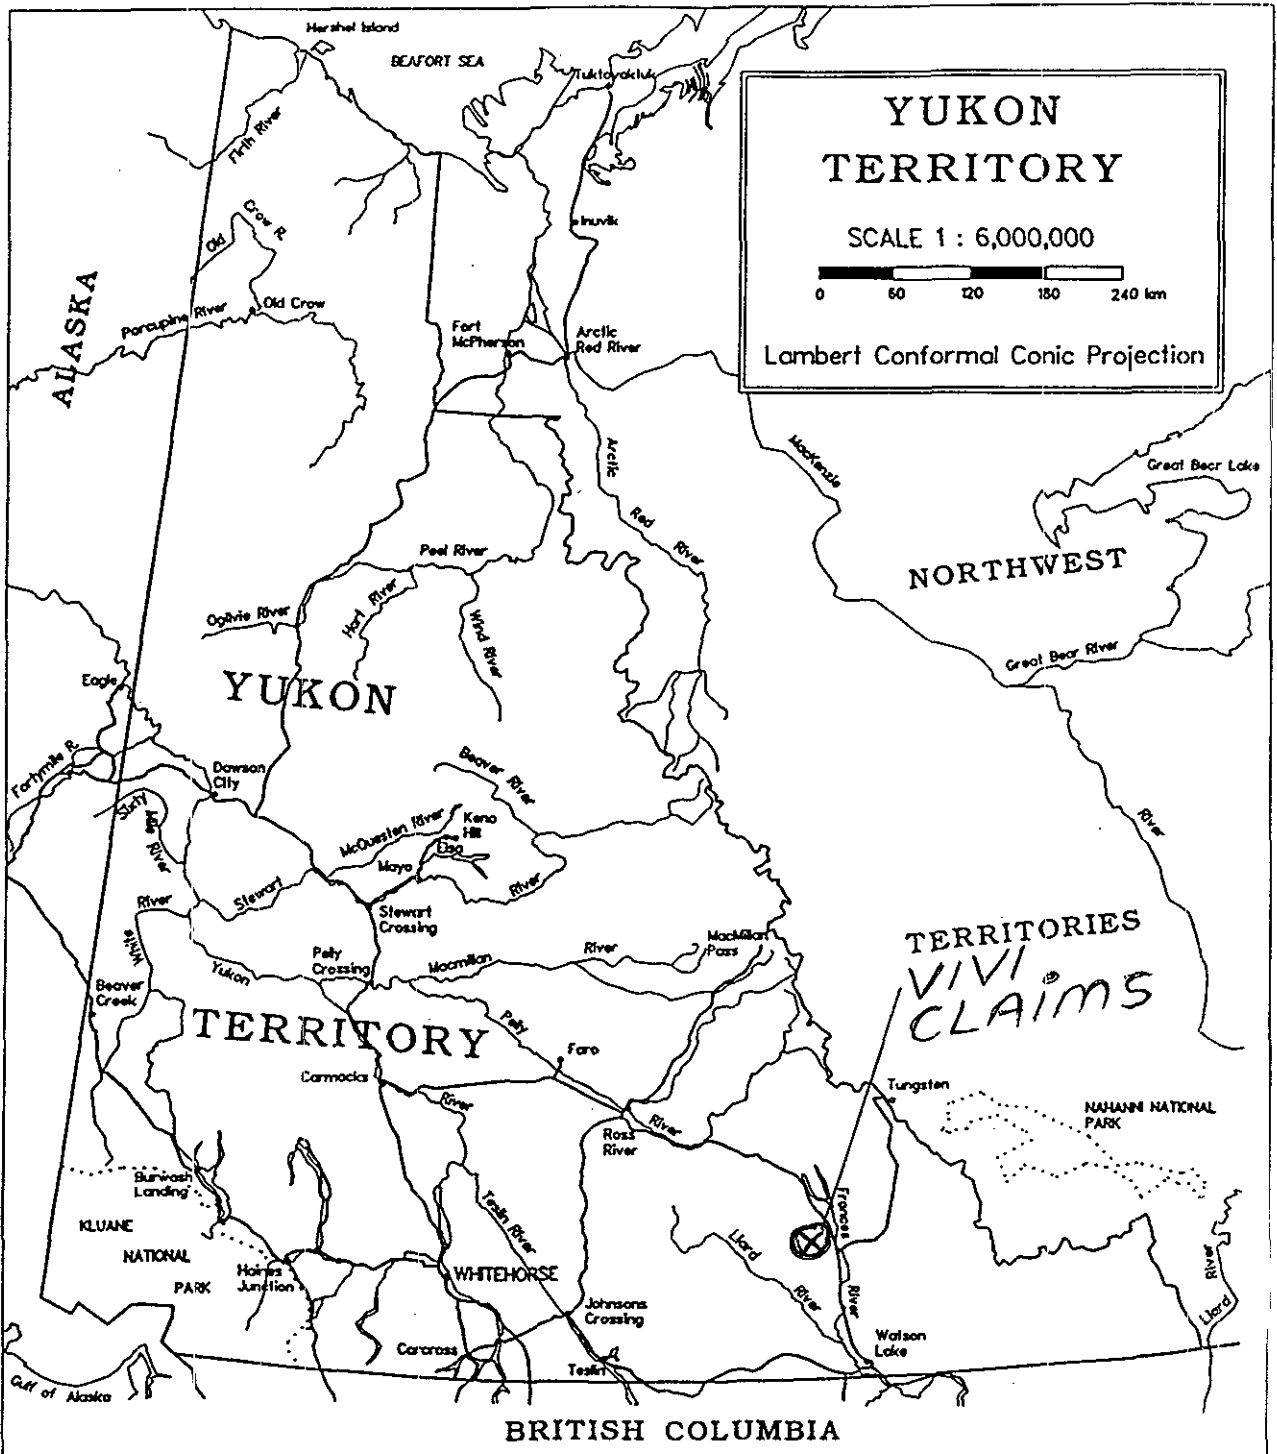 Hershel Island
BEAFORT SEA
Tuktoyaktuk
YUKON
TERRITORY
SCALE 1 : 6,000,000
0 60 120 180 240 km
Lambert Conformal Conic Projection
Firth River
Old Crow R.
Inuvik
ALASKA
Porcupine River
Old Crow
Fort
McPherson
Arctic
Red River
Arctic Red River
MacKenzie
Great Bear Lake
Peel River
NORTHWEST
Ogilvie River
Hart River
Wind River
Great Bear River
Eagle
YUKON
Fortymile R.
Dawson
City
Beaver River
Sixty
Mile River
McQuesten River
Keno
Hill
Elsa
Mayo
River
River
Stewart
River
Stewart
Crossing
White
Yukon
Pelly
Crossing
Macmillan
River
MacMillan
Pass
TERRITORIES
VIVI
CLAIMS
Beaver
Creek
TERRITORY
Pelly
Faro
Carmacks
River
Ross
River
River
Tungsten
NAHANNI NATIONAL
PARK
Burwash
Landing
KLUANE
NATIONAL
PARK
Teslin River
Liard
River
Frances
River
Haines
Junction
WHITEHORSE
Johnsons
Crossing
Liard
River
Carcross
Teslin
Watson
Lake
Gulf of Alaska
BRITISH COLUMBIA